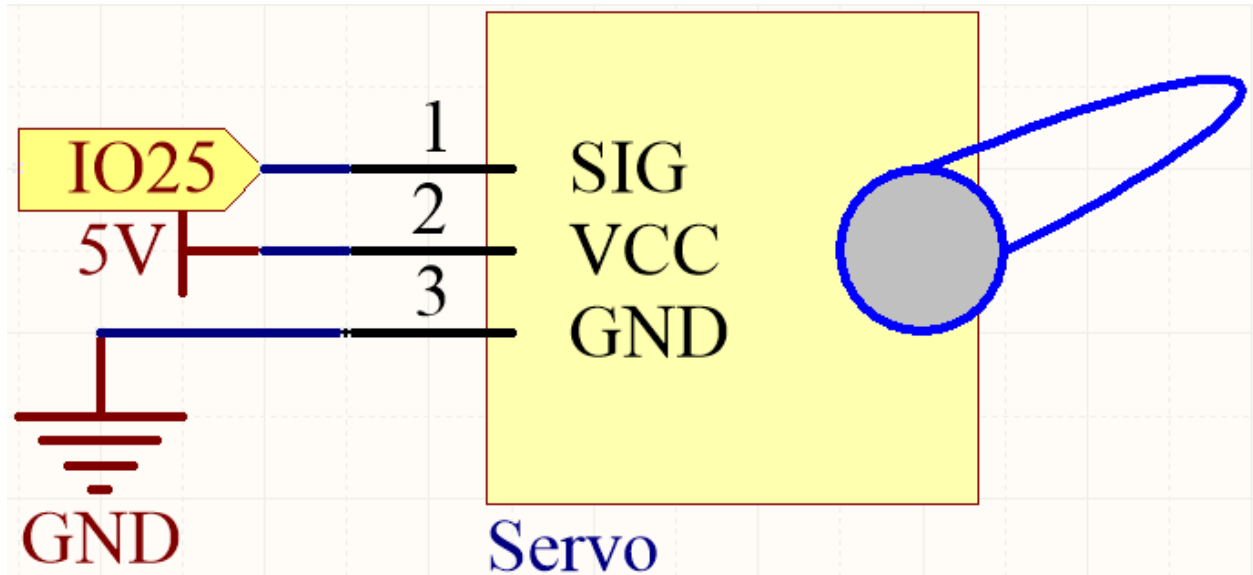 1
IO25 SIG
2
5V VCC
3
GND
GND
Servo